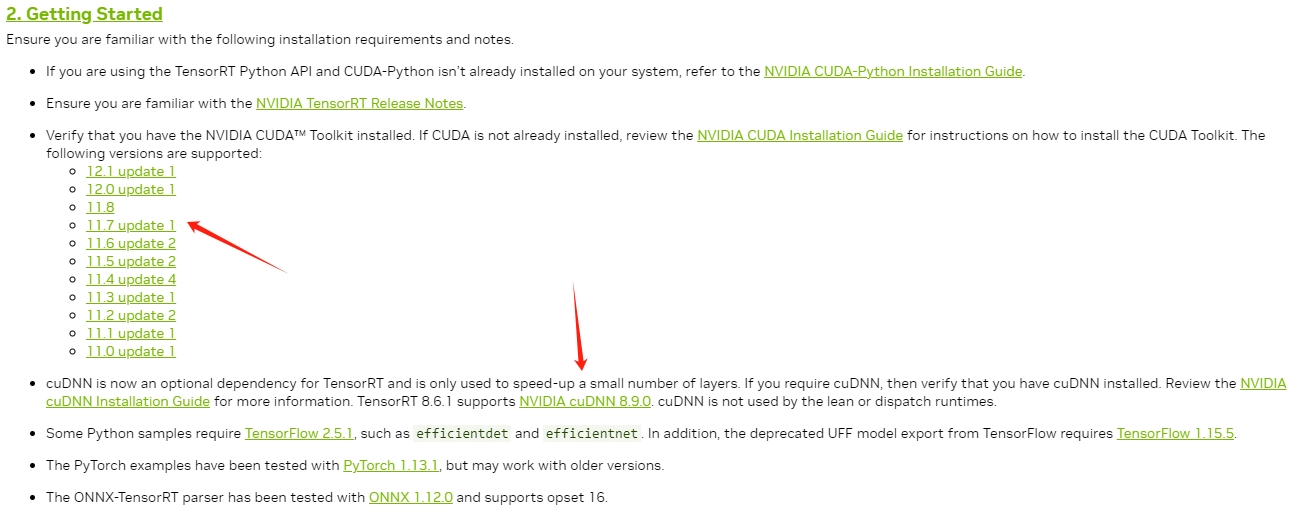 2. Getting Started
Ensure you are familiar with the following installation requirements and notes.
If you are using the TensorRT Python API and CUDA-Python isn't already installed on your system, refer to the NVIDIA CUDA-Python Installation Guide.
Ensure you are familiar with the NVIDIA TensorRT Release Notes.
Verify that you have the NVIDIA CUDA™ Toolkit installed. If CUDA is not already installed, review the NVIDIA CUDA Installation Guide for instructions on how to install the CUDA Toolkit. The
following versions are supported:
12.1 update 1
12.0 update 1
11.8
11.7 update 1
11.6 update 2
11.5 update 2
11.4 update 4
11.3 update 1
11.2 update 2
11.1 update 1
11.0 update 1
cuDNN is now an optional dependency for TensorRT and is only used to speed-up a small number of layers. If you require cuDNN, then verify that you have cuDNN installed. Review the NVIDIA
cuDNN Installation Guide for more information. TensorRT 8.6.1 supports NVIDIA cuDNN 8.9.0. cuDNN is not used by the lean or dispatch runtimes.
Some Python samples require TensorFlow 2.5.1, such as efficientdet and efficientnet. In addition, the deprecated UFF model export from TensorFlow requires TensorFlow 1.15.5.
The PyTorch examples have been tested with PyTorch 1.13.1, but may work with older versions.
The ONNX-TensorRT parser has been tested with ONNX 1.12.0 and supports opset 16.